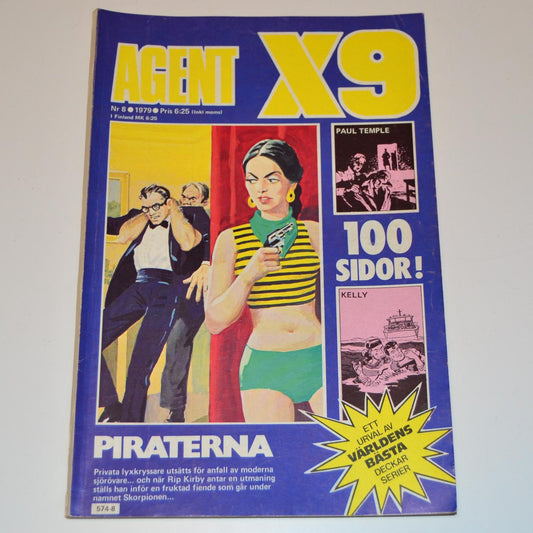 AGENT X9
Nr 8 ● 1979 ● Pris 6:25 (Inkl moms)
I Finland MK 6:25
PAUL TEMPLE
100
SIDOR!
KELLY
ETT
URVAL AV
VÄRLDENS
BÄSTA
DECKAR
SERIER
PIRATERNA
Privata lyxkryssare utsätts för anfall av moderna
sjörövare... och när Rip Kirby antar en utmaning
ställs han inför en fruktad fiende som går under
namnet Skorpionen...
574-8